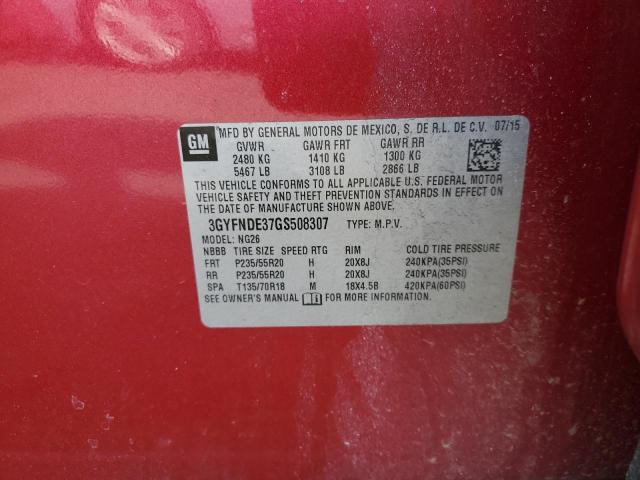 GM MFD BY GENERAL MOTORS DE MEXICO, S. DE R.L. DE C.V. 07/15
GVWR GAWR FRT GAWR RR
2480 KG 1410 KG 1300 KG
5467 LB 3108 LB 2866 LB
THIS VEHICLE CONFORMS TO ALL APPLICABLE U.S. FEDERAL MOTOR
VEHICLE SAFETY AND THEFT PREVENTION STANDARDS IN EFFECT ON
THE DATE OF MANUFACTURE SHOWN ABOVE.
3GYFNDE37GS508307 TYPE: M.P.V.
MODEL: NG26
NBBB TIRE SIZE SPEED RTG RIM COLD TIRE PRESSURE
FRT P235/55R20 H 20X8J 240KPA(35PSI)
RR P235/55R20 H 20X8J 240KPA(35PSI)
SPA T135/70R18 M 18X4.5B 420KPA(60PSI)
SEE OWNER'S MANUAL FOR MORE INFORMATION.